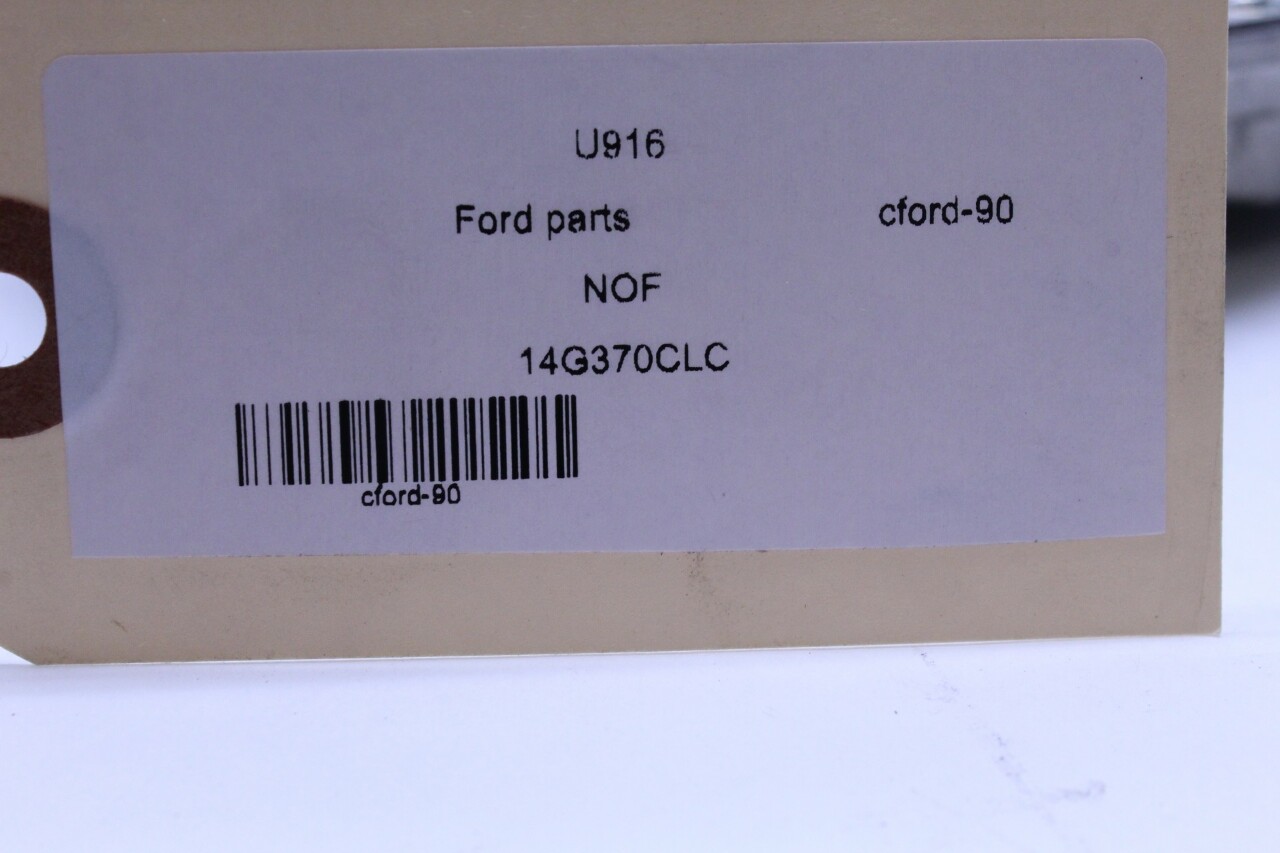 U916
Ford parts cford-90
NOF
14G370CLC
cford-90